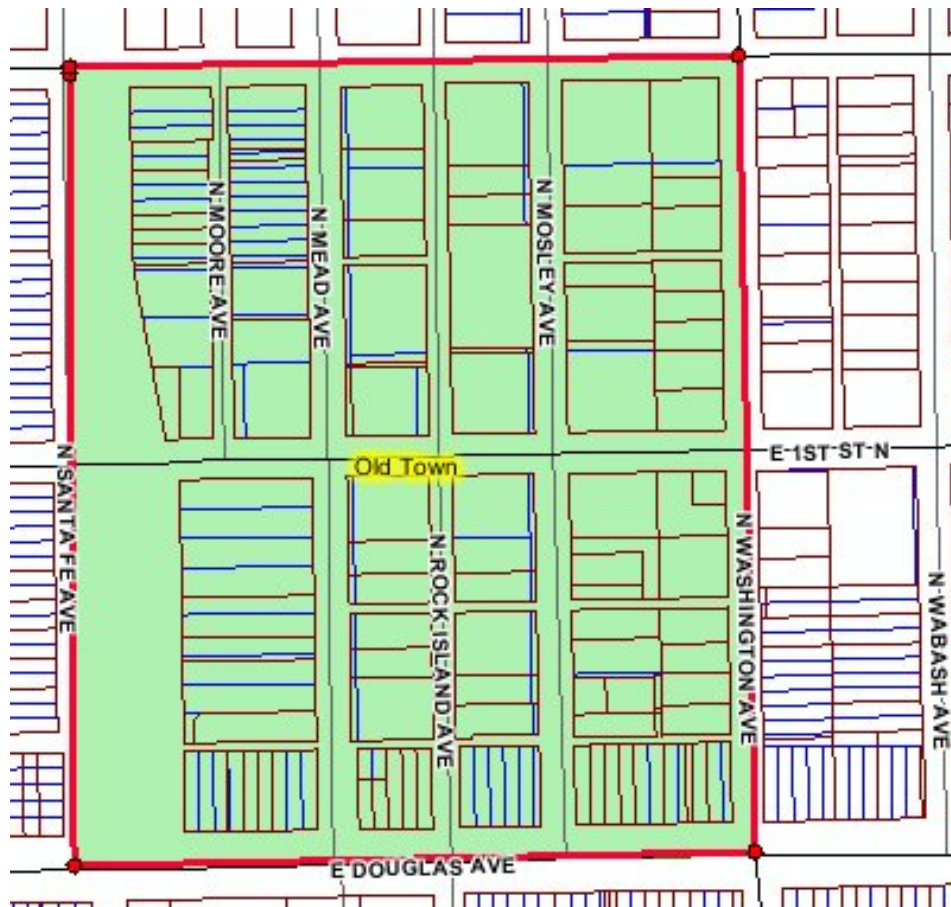 N MOORE AVE
N MEAD AVE
N MOSLEY AVE
E 1ST ST N
Old Town
N SANTA FE AVE
N ROCK ISLAND AVE
N WASHINGTON AVE
N WABASH AVE
E DOUGLAS AVE